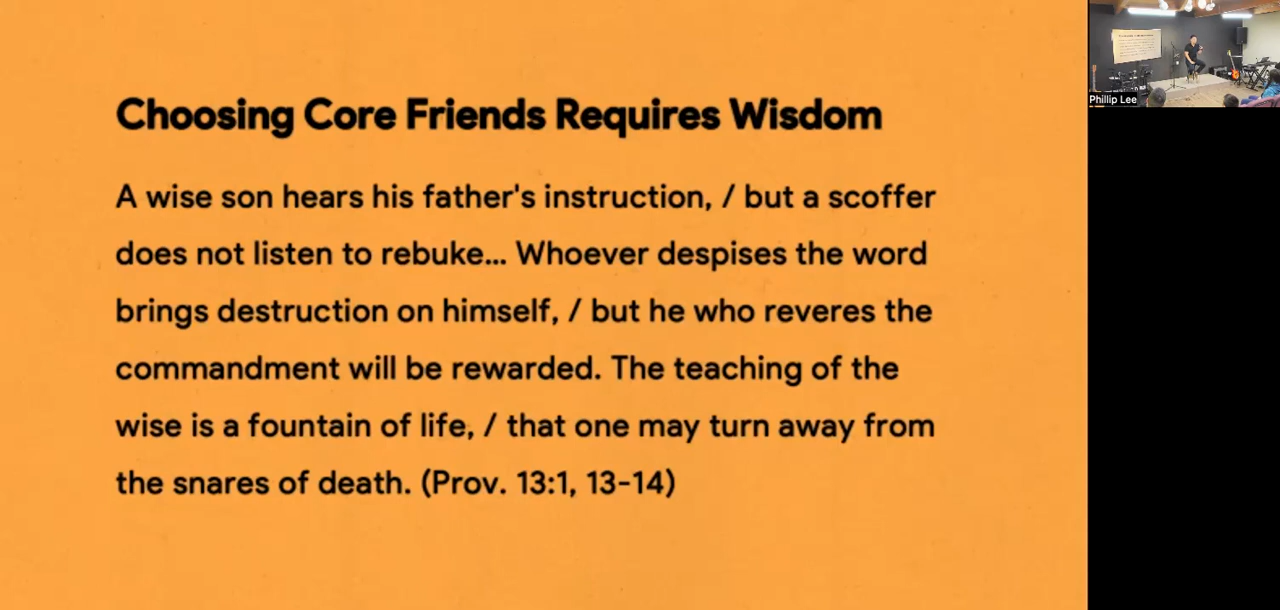 Choosing Core Friends Requires Wisdom
A wise son hears his father's instruction, / but a scoffer
does not listen to rebuke... Whoever despises the word
brings destruction on himself, / but he who reveres the
commandment will be rewarded. The teaching of the
wise is a fountain of life, / that one may turn away from
the snares of death. (Prov. 13:1, 13-14)
Phillip Lee